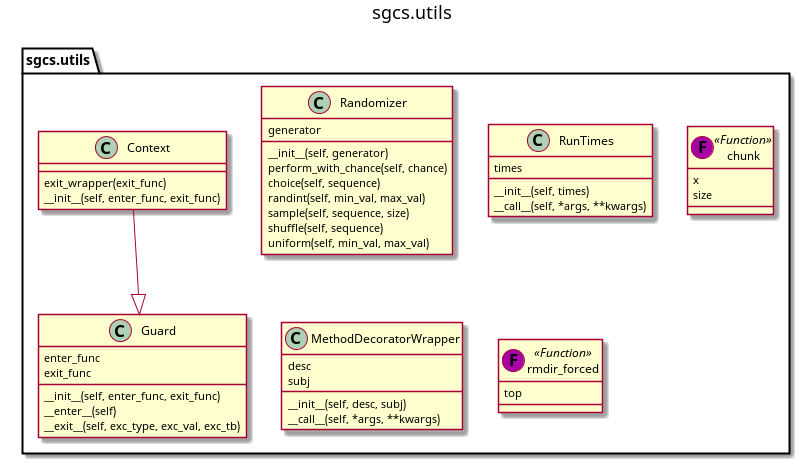 sgcs.utils
sgcs.utils
C Context
exit_wrapper(exit_func)
__init__(self, enter_func, exit_func)
C Randomizer
generator
__init__(self, generator)
perform_with_chance(self, chance)
choice(self, sequence)
randint(self, min_val, max_val)
sample(self, sequence, size)
shuffle(self, sequence)
uniform(self, min_val, max_val)
C RunTimes
times
__init__(self, times)
__call__(self, *args, **kwargs)
F «Function»
chunk
x
size
C Guard
enter_func
exit_func
__init__(self, enter_func, exit_func)
__enter__(self)
__exit__(self, exc_type, exc_val, exc_tb)
C MethodDecoratorWrapper
desc
subj
__init__(self, desc, subj)
__call__(self, *args, **kwargs)
F «Function»
rmdir_forced
top